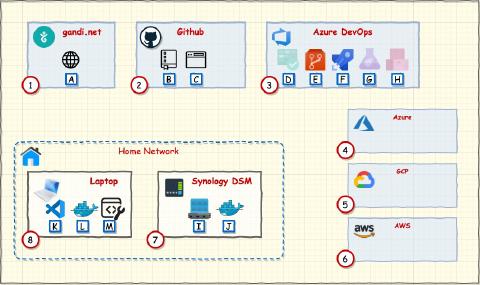 gandi.net
Github
Azure DevOps
A
B
C
D
E
F
G
H
1
2
3
Azure
4
GCP
5
AWS
aws
6
Home Network
Laptop
K
L
M
8
Synology DSM
I
J
7